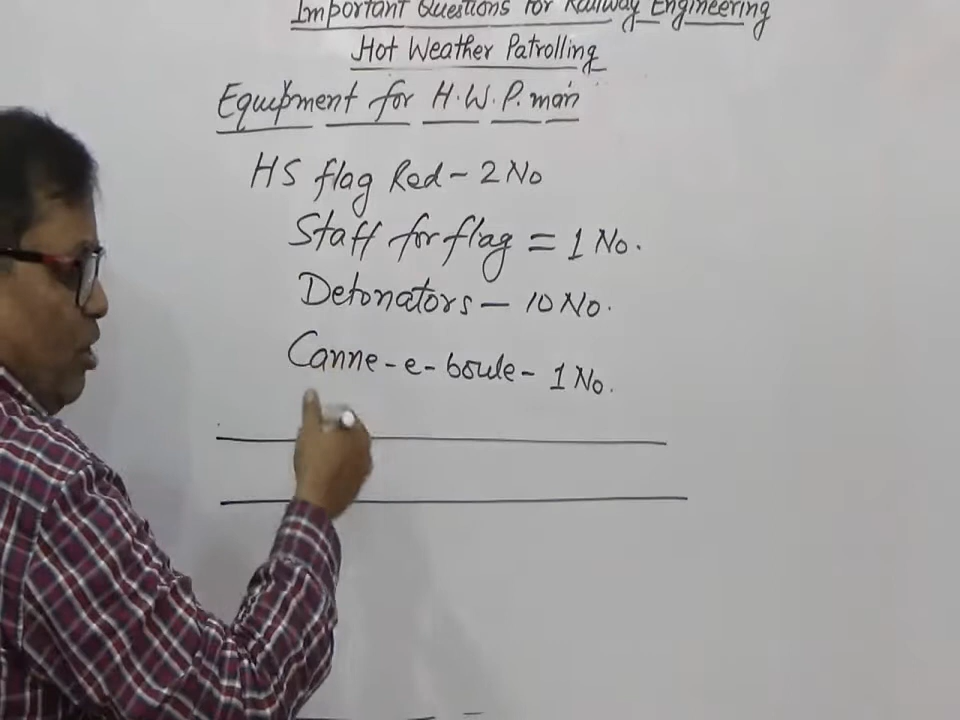 Important Questions for Railway Engineering
Hot Weather Patrolling
Equipment for H.W.P. man
HS flag Red - 2 No
Staff for flag = 1 No.
Detonators - 10 No.
Canne-e-boule - 1 No.